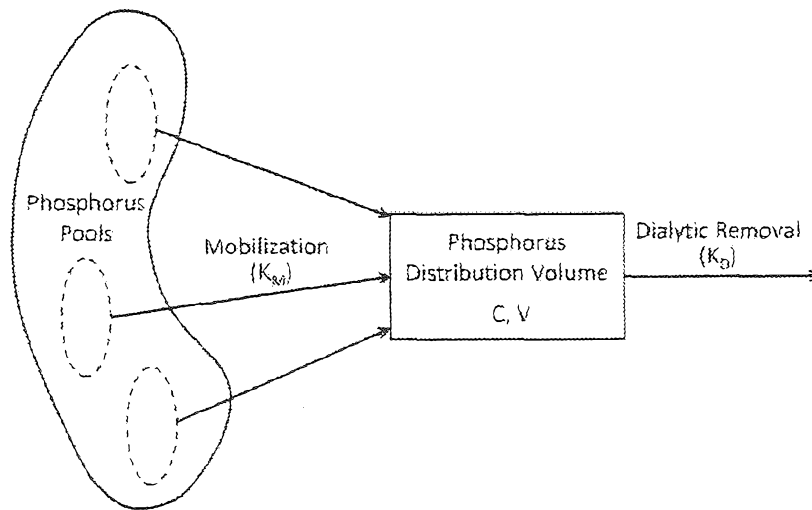 Phosphorus
Pools
Mobilization
(K_M)
Phosphorus
Distribution Volume
C, V
Dialytic Removal
(K_D)